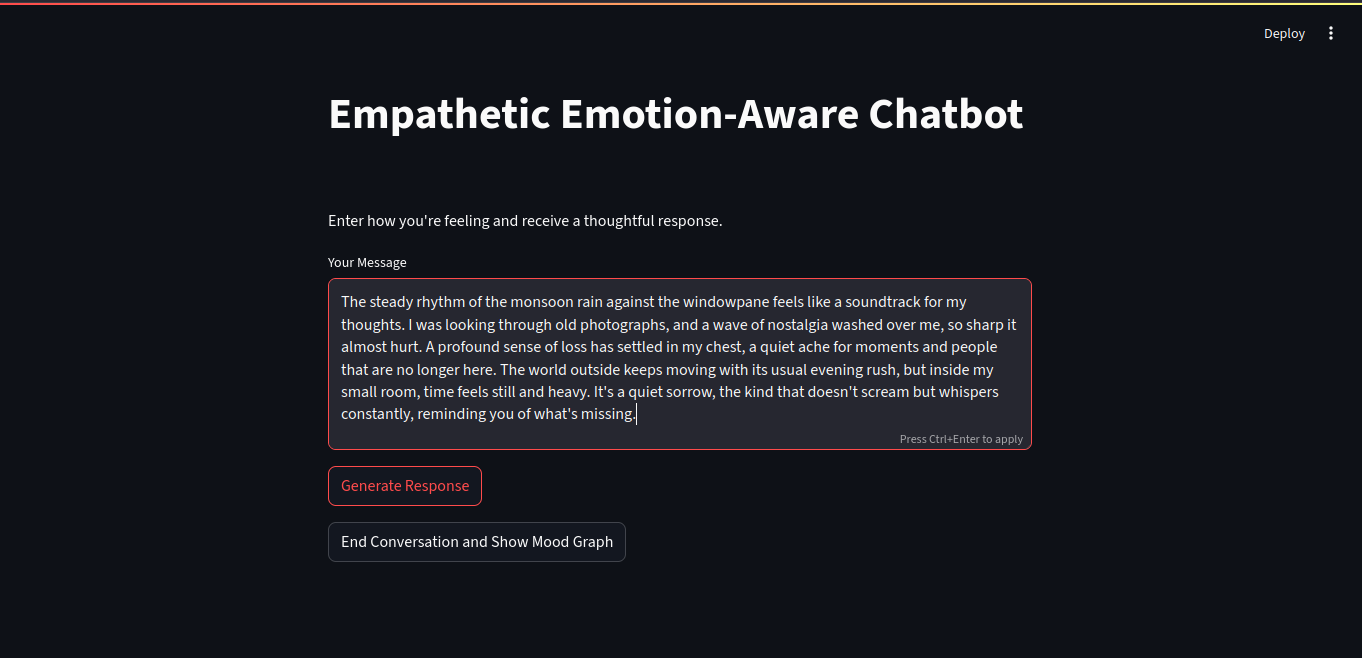 Deploy
Empathetic Emotion-Aware Chatbot
Enter how you're feeling and receive a thoughtful response.
Your Message
The steady rhythm of the monsoon rain against the windowpane feels like a soundtrack for my
thoughts. I was looking through old photographs, and a wave of nostalgia washed over me, so sharp it
almost hurt. A profound sense of loss has settled in my chest, a quiet ache for moments and people
that are no longer here. The world outside keeps moving with its usual evening rush, but inside my
small room, time feels still and heavy. It's a quiet sorrow, the kind that doesn't scream but whispers
constantly, reminding you of what's missing.
Press Ctrl+Enter to apply
Generate Response
End Conversation and Show Mood Graph